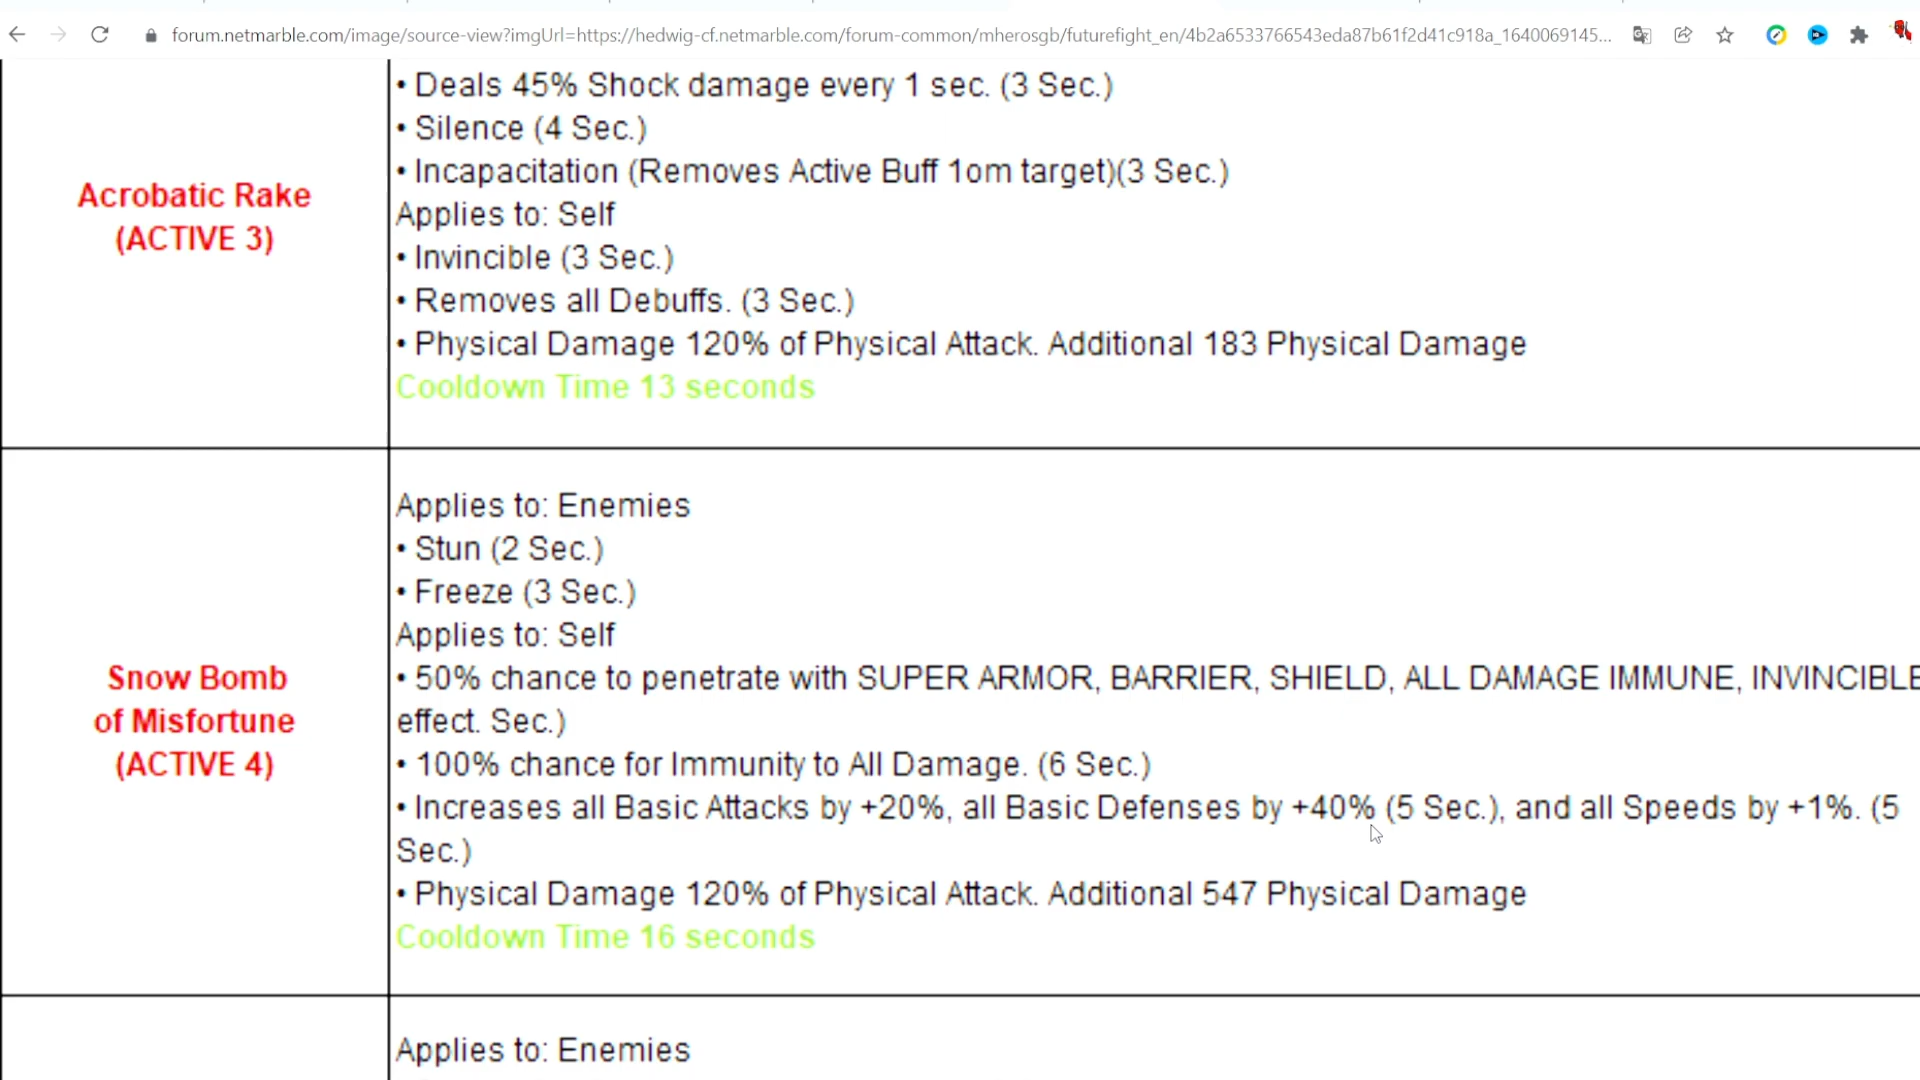 forum.netmarble.com/image/source-view?imgUrl=https://hedwig-cf.netmarble.com/forum-common/mherosgb/futurefight_en/4b2a6533766543eda87b61f2d41c918a_1640069145...
• Deals 45% Shock damage every 1 sec. (3 Sec.)
• Silence (4 Sec.)
• Incapacitation (Removes Active Buff 1om target)(3 Sec.)
Acrobatic Rake
(ACTIVE 3)
Applies to: Self
• Invincible (3 Sec.)
• Removes all Debuffs. (3 Sec.)
• Physical Damage 120% of Physical Attack. Additional 183 Physical Damage
Cooldown Time 13 seconds
Applies to: Enemies
• Stun (2 Sec.)
• Freeze (3 Sec.)
Applies to: Self
Snow Bomb
of Misfortune
(ACTIVE 4)
• 50% chance to penetrate with SUPER ARMOR, BARRIER, SHIELD, ALL DAMAGE IMMUNE, INVINCIBLE
effect. Sec.)
• 100% chance for Immunity to All Damage. (6 Sec.)
• Increases all Basic Attacks by +20%, all Basic Defenses by +40% (5 Sec.), and all Speeds by +1%. (5
Sec.)
• Physical Damage 120% of Physical Attack. Additional 547 Physical Damage
Cooldown Time 16 seconds
Applies to: Enemies